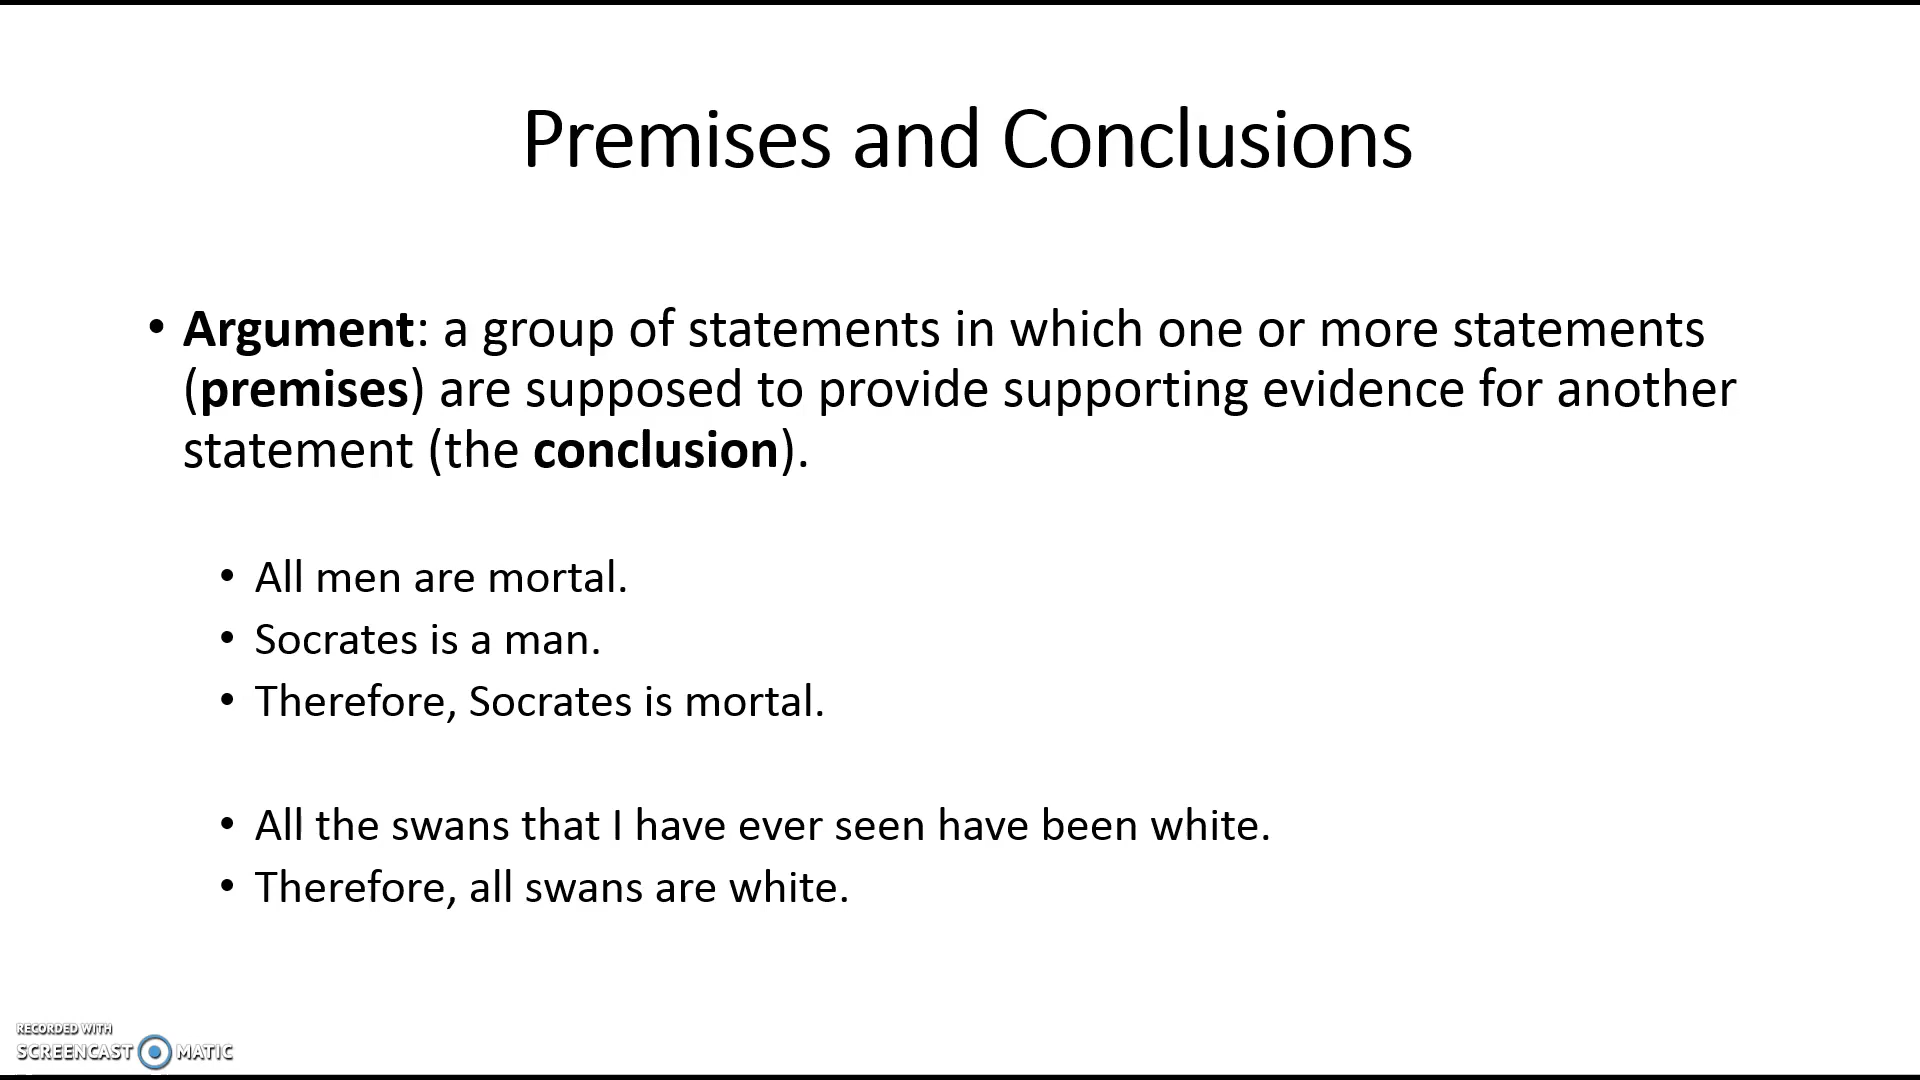 Premises and Conclusions
• Argument: a group of statements in which one or more statements
(premises) are supposed to provide supporting evidence for another
statement (the conclusion).
• All men are mortal.
• Socrates is a man.
• Therefore, Socrates is mortal.
• All the swans that I have ever seen have been white.
• Therefore, all swans are white.
RECORDED WITH
SCREENCAST MATIC